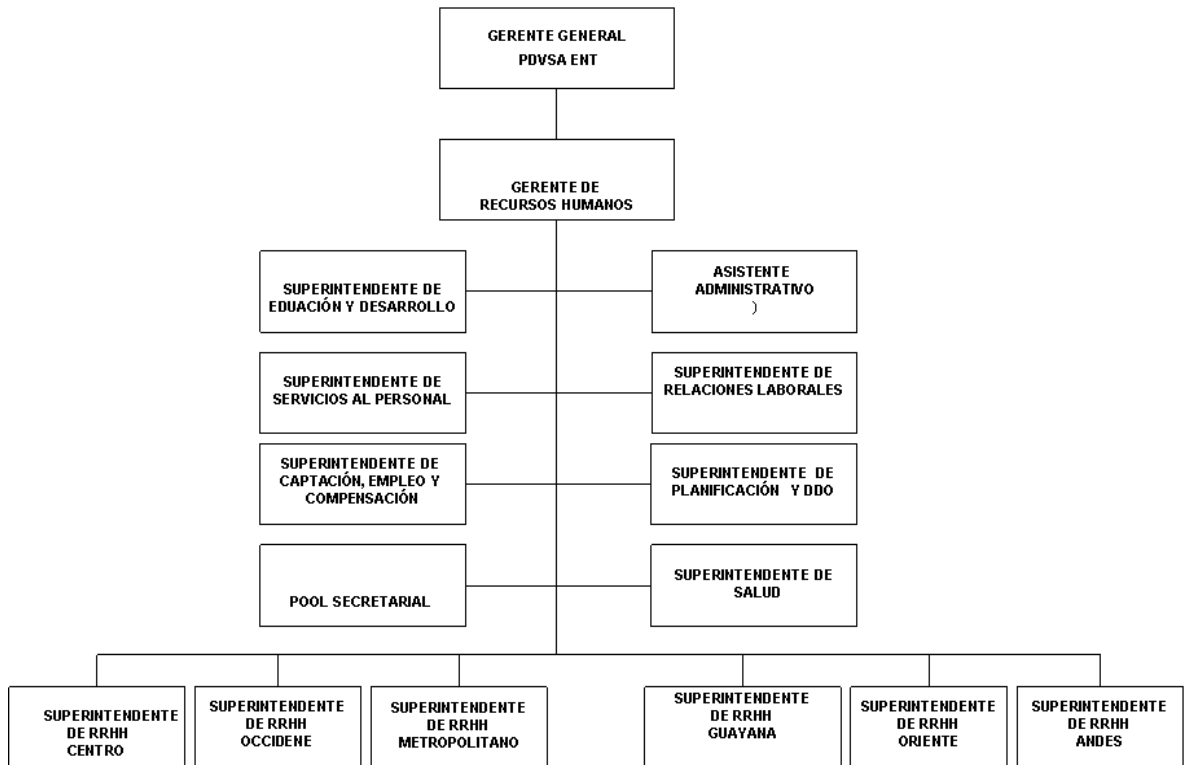 GERENTE GENERAL
PDVSA ENT
GERENTE DE
RECURSOS HUMANOS
SUPERINTENDENTE DE
EDUACIÓN Y DESARROLLO
ASISTENTE
ADMINISTRATIVO
)
SUPERINTENDENTE DE
SERVICIOS AL PERSONAL
SUPERINTENDENTE DE
RELACIONES LABORALES
SUPERINTENDENTE DE
CAPTACIÓN, EMPLEO Y
COMPENSACIÓN
SUPERINTENDENTE DE
PLANIFICACIÓN Y DDO
POOL SECRETARIAL
SUPERINTENDENTE DE
SALUD
SUPERINTENDENTE
DE RRHH
CENTRO
SUPERINTENDENTE
DE RRHH
OCCIDENE
SUPERINTENDENTE
DE RRHH
METROPOLITANO
SUPERINTENDENTE
DE RRHH
GUAYANA
SUPERINTENDENTE
DE RRHH
ORIENTE
SUPERINTENDENTE
DE RRHH
ANDES